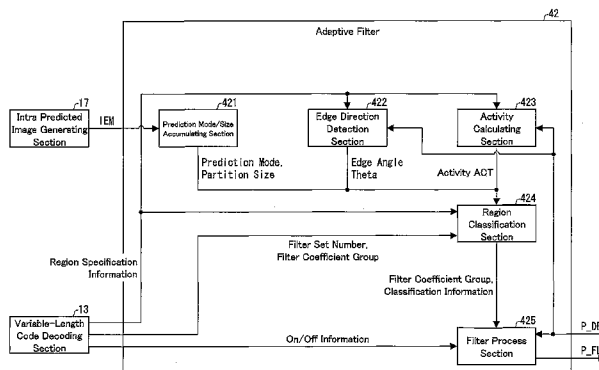 42
Adaptive Filter
17
Intra Predicted
Image Generating
Section
IEM
421
Prediction Mode/Size
Accumulating Section
422
Edge Direction
Detection
Section
423
Activity
Calculating
Section
Prediction Mode,
Partition Size
Edge Angle
Theta
Activity ACT
424
Region
Classification
Section
Filter Set Number,
Filter Coefficient Group
Region Specification
Information
Filter Coefficient Group,
Classification Information
13
Variable-Length
Code Decoding
Section
On/Off Information
425
Filter Process
Section